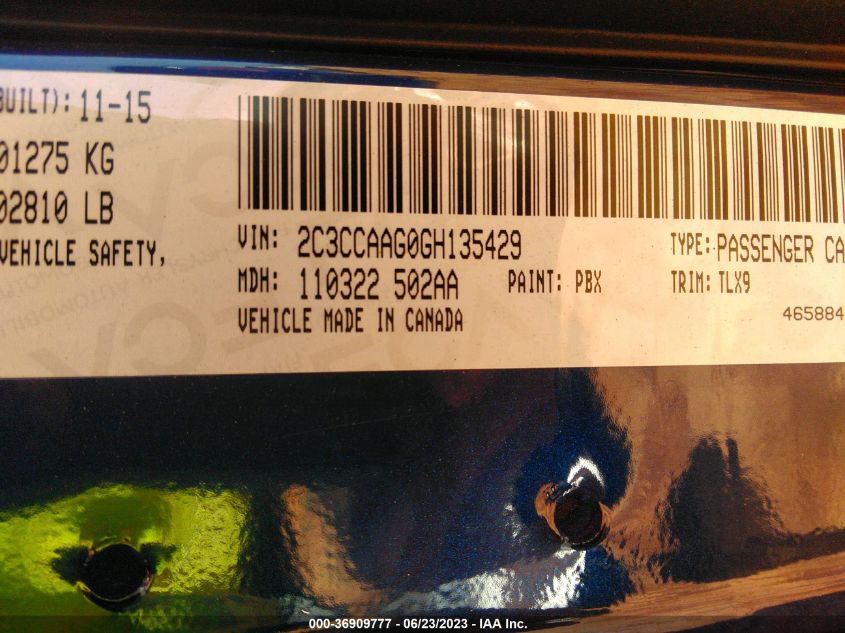 BUILT): 11-15
01275 KG
02810 LB
VEHICLE SAFETY,
VIN: 2C3CCAAG0GH135429
TYPE: PASSENGER CA
MDH: 110322 502AA PAINT: PBX TRIM: TLX9
VEHICLE MADE IN CANADA
465884
000-36909777 - 06/23/2023 - IAA Inc.